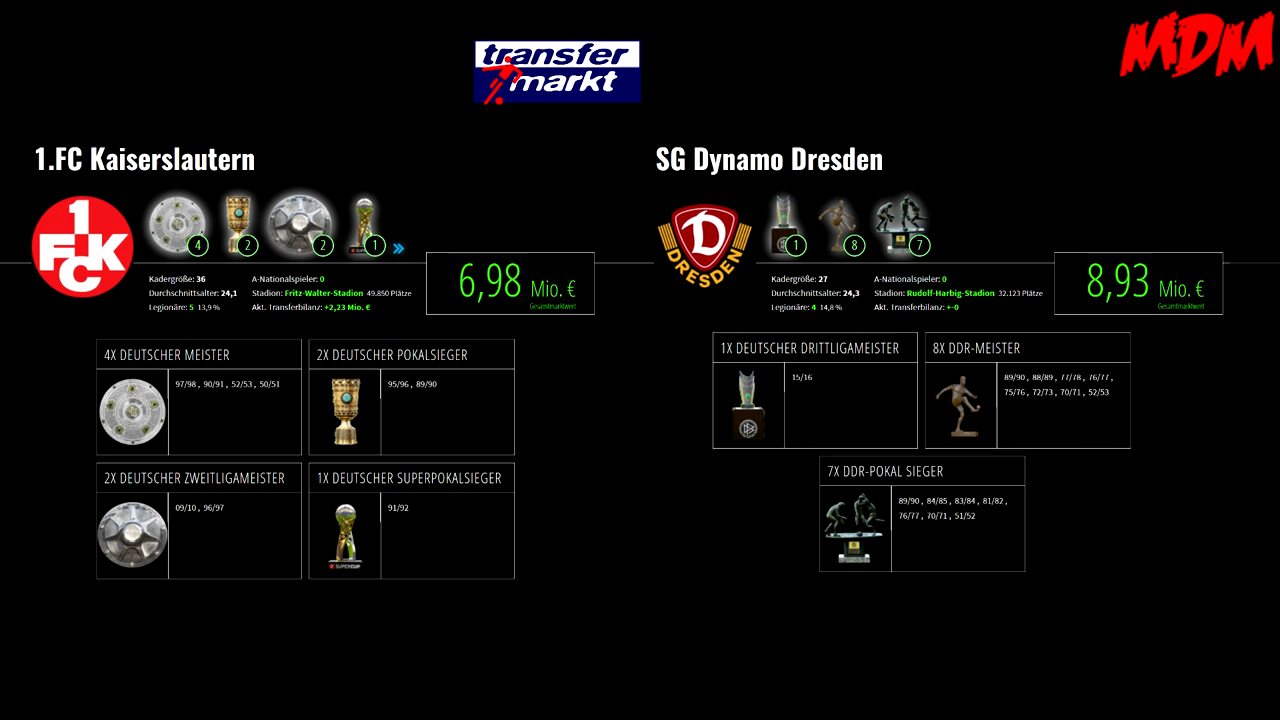 transfer
markt
MDM
1.FC Kaiserslautern
1
FCK
4
2
2
1
Kadergröße: 36
A-Nationalspieler: 0
Durchschnittsalter: 24,1
Stadion: Fritz-Walter-Stadion 49.850 Plätze
Legionäre: 5 13,9 %
Akt. Transferbilanz: +2,23 Mio. €
6,98 Mio. €
Gesamtmarktwert
4X DEUTSCHER MEISTER
97/98 , 90/91 , 52/53 , 50/51
2X DEUTSCHER POKALSIEGER
95/96 , 89/90
2X DEUTSCHER ZWEITLIGAMEISTER
09/10 , 96/97
1X DEUTSCHER SUPERPOKALSIEGER
91/92
SUPERCUP
SG Dynamo Dresden
D
DRESDEN
1
8
7
Kadergröße: 27
A-Nationalspieler: 0
Durchschnittsalter: 24,3
Stadion: Rudolf-Harbig-Stadion 32.123 Plätze
Legionäre: 4 14,8 %
Akt. Transferbilanz: +-0
8,93 Mio. €
Gesamtmarktwert
1X DEUTSCHER DRITTLIGAMEISTER
15/16
8X DDR-MEISTER
89/90 , 88/89 , 77/78 , 76/77 ,
75/76 , 72/73 , 70/71 , 52/53
7X DDR-POKAL SIEGER
89/90 , 84/85 , 83/84 , 81/82 ,
76/77 , 70/71 , 51/52